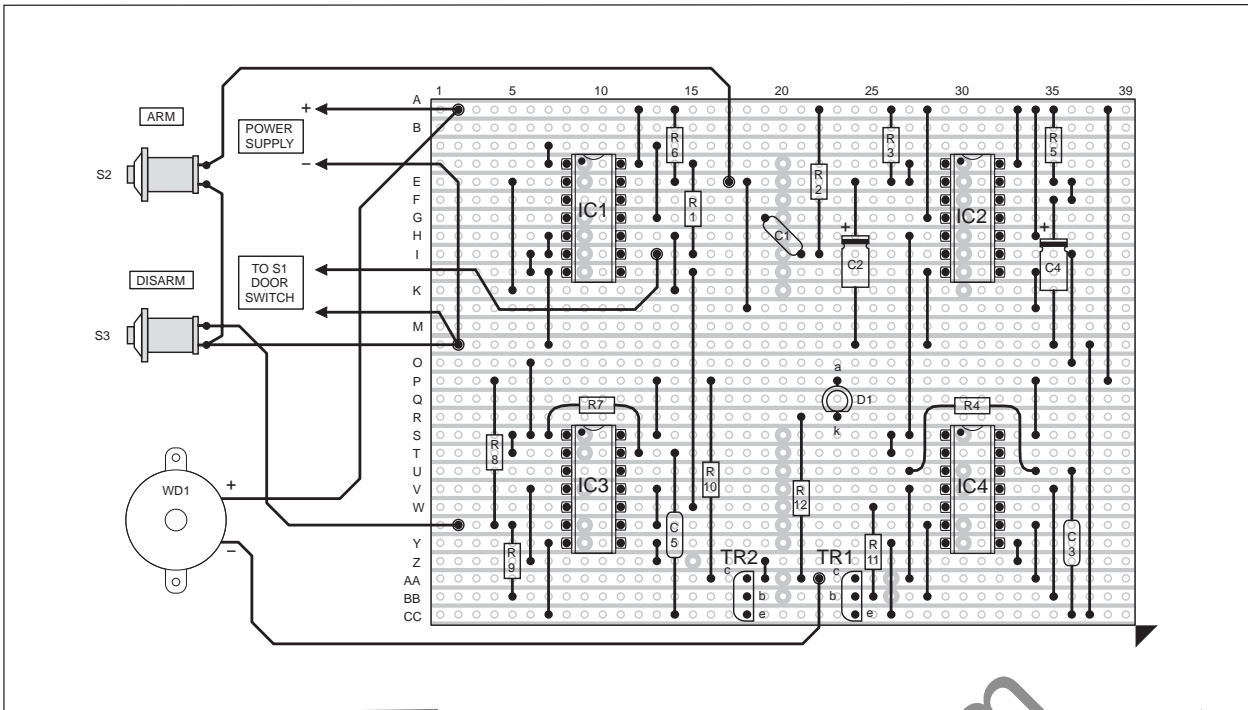 1 5 10 15 20 25 30 35 39
A
B
E
F
G
H
I
K
M
O
P
Q
R
S
T
U
V
W
Y
Z
AA
BB
CC
ARM
S2
+
POWER
SUPPLY
−
DISARM
S3
TO S1
DOOR
SWITCH
WD1
+
−
R6
R1
IC1
C1
R2
+
C2
R3
IC2
R5
+
C4
R7
R8
IC3
R9
C5
R10
a
D1
k
R12
R4
IC4
R11
C3
TR2
c
b
e
TR1
c
b
e